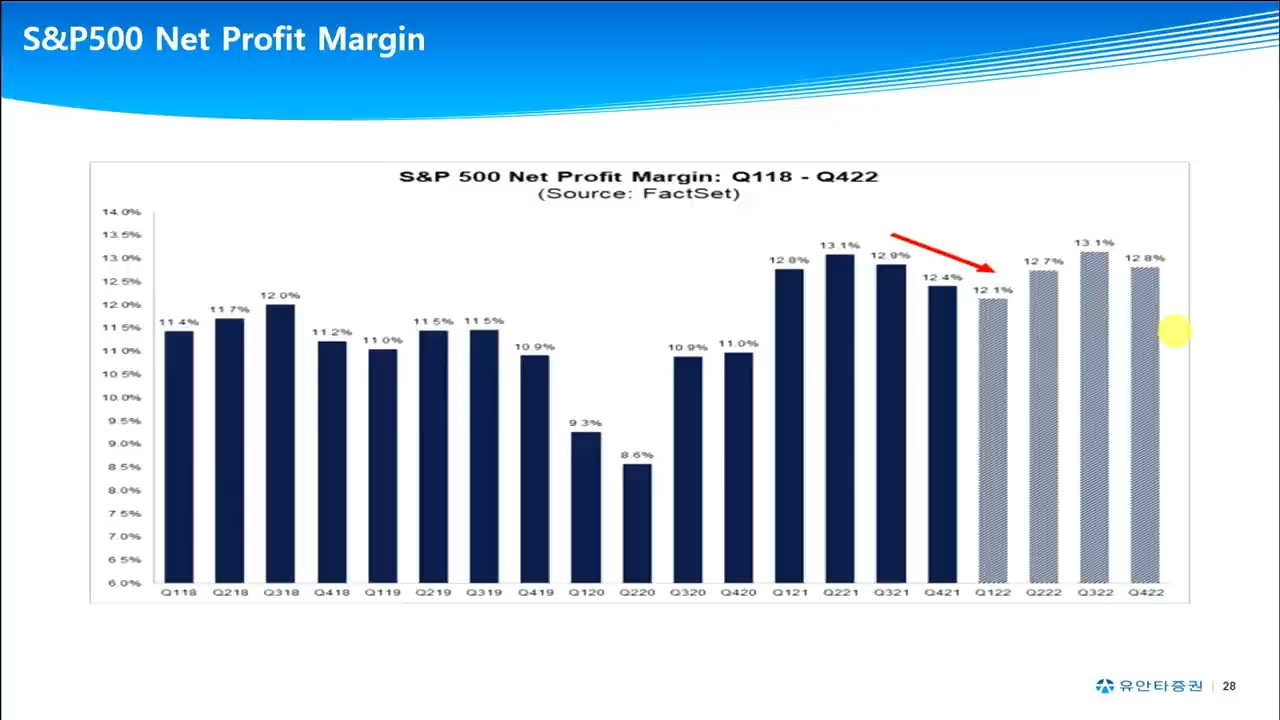 S&P500 Net Profit Margin
S&P 500 Net Profit Margin: Q118 - Q422
(Source: FactSet)
14.0%
13.5%
13.0%
12.5%
12.0%
11.5%
11.0%
10.5%
10.0%
9.5%
9.0%
8.5%
8.0%
7.5%
7.0%
6.5%
6.0%
11.4% 11.7% 12.0% 11.2% 11.0% 11.5% 11.5% 10.9% 9.3% 8.6% 10.9% 11.0% 12.8% 13.1% 12.9% 12.4% 12.1% 12.7% 13.1% 12.8%
Q118 Q218 Q318 Q418 Q119 Q219 Q319 Q419 Q120 Q220 Q320 Q420 Q121 Q221 Q321 Q421 Q122 Q222 Q322 Q422
유안타증권 | 28